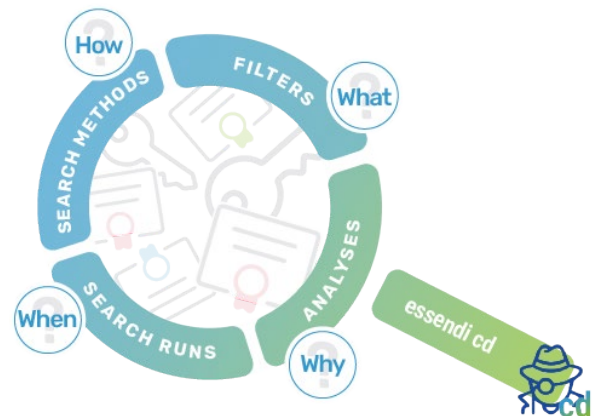 How
FILTERS
What
SEARCH METHODS
ANALYSES
When
SEARCH RUNS
Why
essendi cd
cd